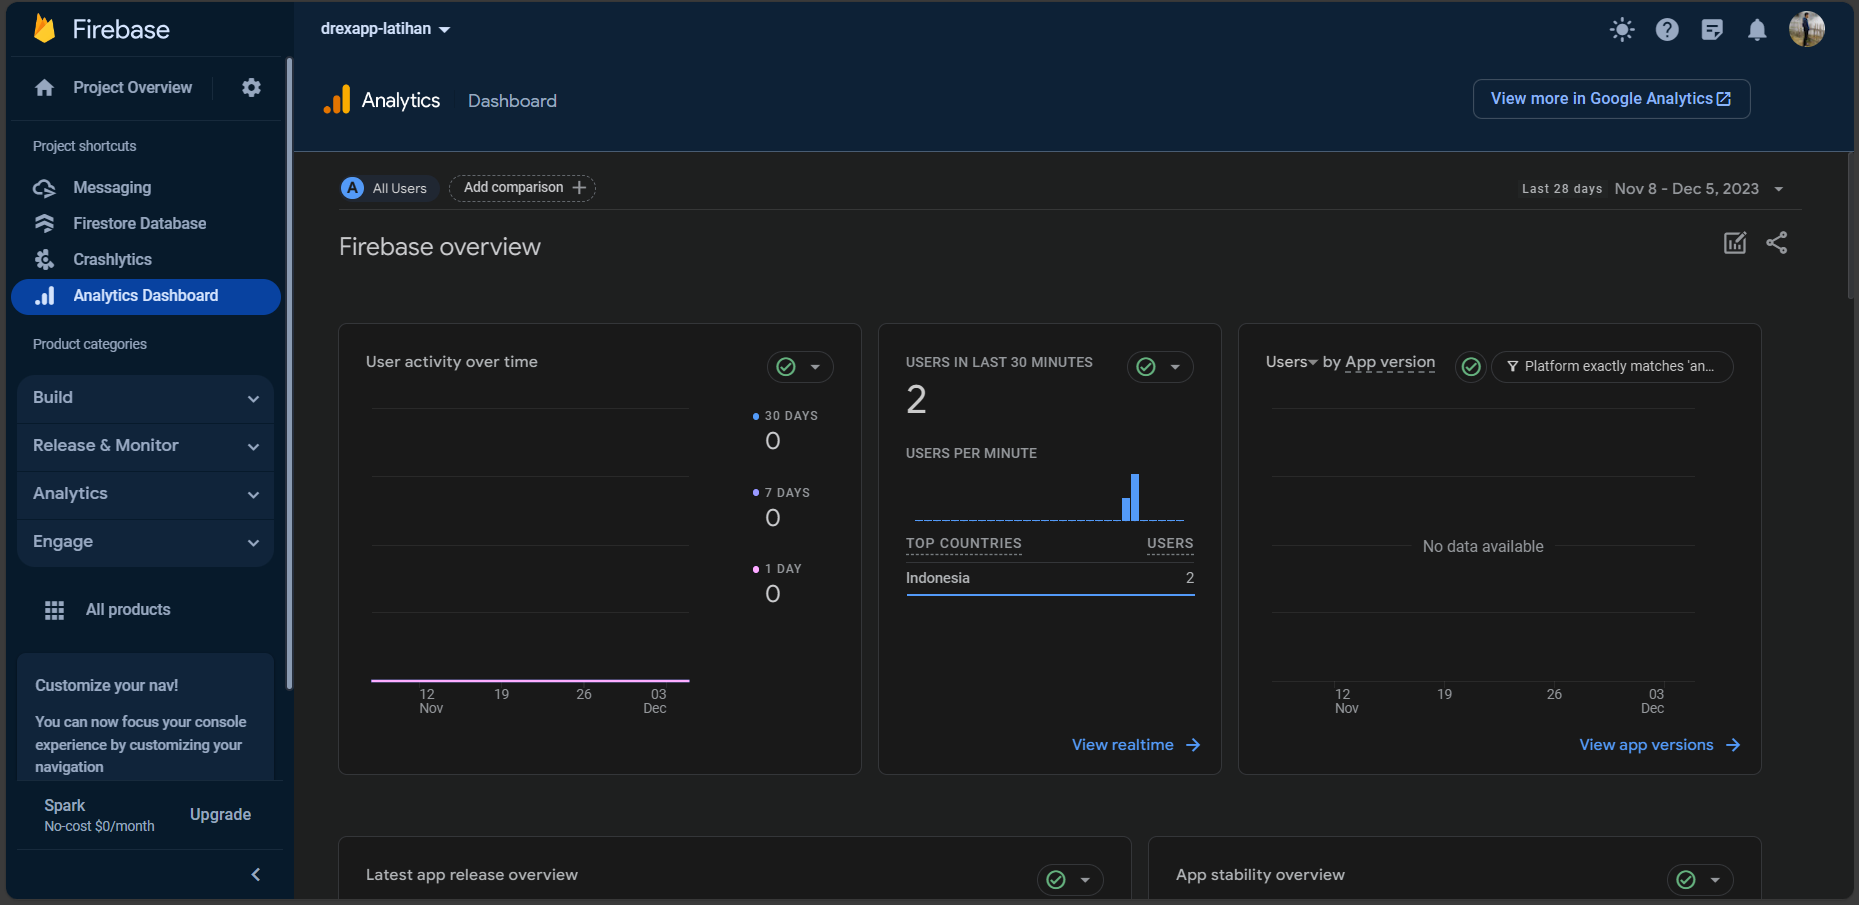 Firebase
drexapp-latihan
Project Overview
Analytics
Dashboard
View more in Google Analytics
Project shortcuts
Messaging
Firestore Database
Crashlytics
Analytics Dashboard
Product categories
Build
Release & Monitor
Analytics
Engage
All products
Customize your nav!
You can now focus your console
experience by customizing your
navigation
Spark
No-cost $0/month
Upgrade
A All Users
Add comparison
Last 28 days Nov 8 - Dec 5, 2023
Firebase overview
User activity over time
30 DAYS
0
7 DAYS
0
1 DAY
0
12 19 26 03
Nov Dec
USERS IN LAST 30 MINUTES
2
USERS PER MINUTE
TOP COUNTRIES USERS
Indonesia 2
View realtime
Users by App version
Platform exactly matches 'an...
No data available
12 19 26 03
Nov Dec
View app versions
Latest app release overview
App stability overview